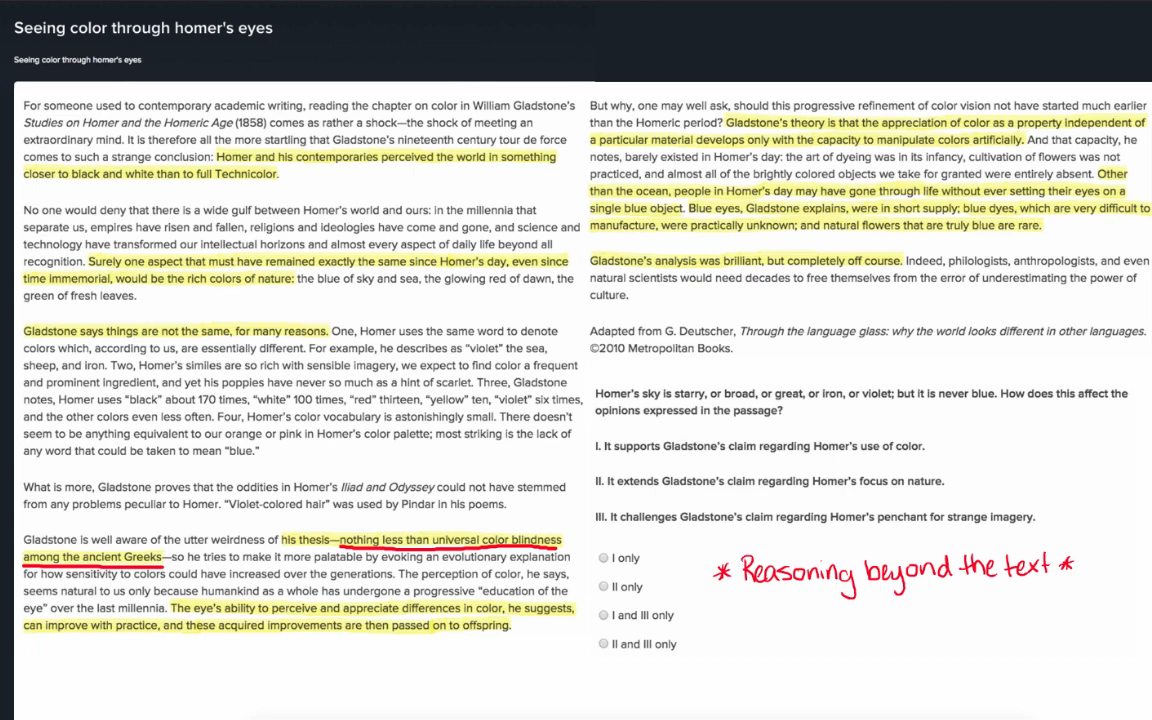 Seeing color through homer's eyes
Seeing color through homer's eyes
For someone used to contemporary academic writing, reading the chapter on color in William Gladstone's
Studies on Homer and the Homeric Age (1858) comes as rather a shock—the shock of meeting an
extraordinary mind. It is therefore all the more startling that Gladstone's nineteenth century tour de force
comes to such a strange conclusion: Homer and his contemporaries perceived the world in something
closer to black and white than to full Technicolor.
No one would deny that there is a wide gulf between Homer's world and ours: in the millennia that
separate us, empires have risen and fallen, religions and ideologies have come and gone, and science and
technology have transformed our intellectual horizons and almost every aspect of daily life beyond all
recognition. Surely one aspect that must have remained exactly the same since Homer's day, even since
time immemorial, would be the rich colors of nature: the blue of sky and sea, the glowing red of dawn, the
green of fresh leaves.
Gladstone says things are not the same, for many reasons. One, Homer uses the same word to denote
colors which, according to us, are essentially different. For example, he describes as "violet" the sea,
sheep, and iron. Two, Homer's similes are so rich with sensible imagery, we expect to find color a frequent
and prominent ingredient, and yet his poppies have never so much as a hint of scarlet. Three, Gladstone
notes, Homer uses "black" about 170 times, "white" 100 times, "red" thirteen, "yellow" ten, "violet" six times,
and the other colors even less often. Four, Homer's color vocabulary is astonishingly small. There doesn't
seem to be anything equivalent to our orange or pink in Homer's color palette; most striking is the lack of
any word that could be taken to mean "blue."
What is more, Gladstone proves that the oddities in Homer's Iliad and Odyssey could not have stemmed
from any problems peculiar to Homer. "Violet-colored hair" was used by Pindar in his poems.
Gladstone is well aware of the utter weirdness of his thesis—nothing less than universal color blindness
among the ancient Greeks—so he tries to make it more palatable by evoking an evolutionary explanation
for how sensitivity to colors could have increased over the generations. The perception of color, he says,
seems natural to us only because humankind as a whole has undergone a progressive "education of the
eye" over the last millennia. The eye's ability to perceive and appreciate differences in color, he suggests,
can improve with practice, and these acquired improvements are then passed on to offspring.
But why, one may well ask, should this progressive refinement of color vision not have started much earlier
than the Homeric period? Gladstone's theory is that the appreciation of color as a property independent of
a particular material develops only with the capacity to manipulate colors artificially. And that capacity, he
notes, barely existed in Homer's day: the art of dyeing was in its infancy, cultivation of flowers was not
practiced, and almost all of the brightly colored objects we take for granted were entirely absent. Other
than the ocean, people in Homer's day may have gone through life without ever setting their eyes on a
single blue object. Blue eyes, Gladstone explains, were in short supply; blue dyes, which are very difficult to
manufacture, were practically unknown; and natural flowers that are truly blue are rare.
Gladstone's analysis was brilliant, but completely off course. Indeed, philologists, anthropologists, and even
natural scientists would need decades to free themselves from the error of underestimating the power of
culture.
Adapted from G. Deutscher, Through the language glass: why the world looks different in other languages.
©2010 Metropolitan Books.
Homer's sky is starry, or broad, or great, or iron, or violet; but it is never blue. How does this affect the
opinions expressed in the passage?
I. It supports Gladstone's claim regarding Homer's use of color.
II. It extends Gladstone's claim regarding Homer's focus on nature.
III. It challenges Gladstone's claim regarding Homer's penchant for strange imagery.
I only
II only
I and III only
II and III only
* Reasoning beyond the text *